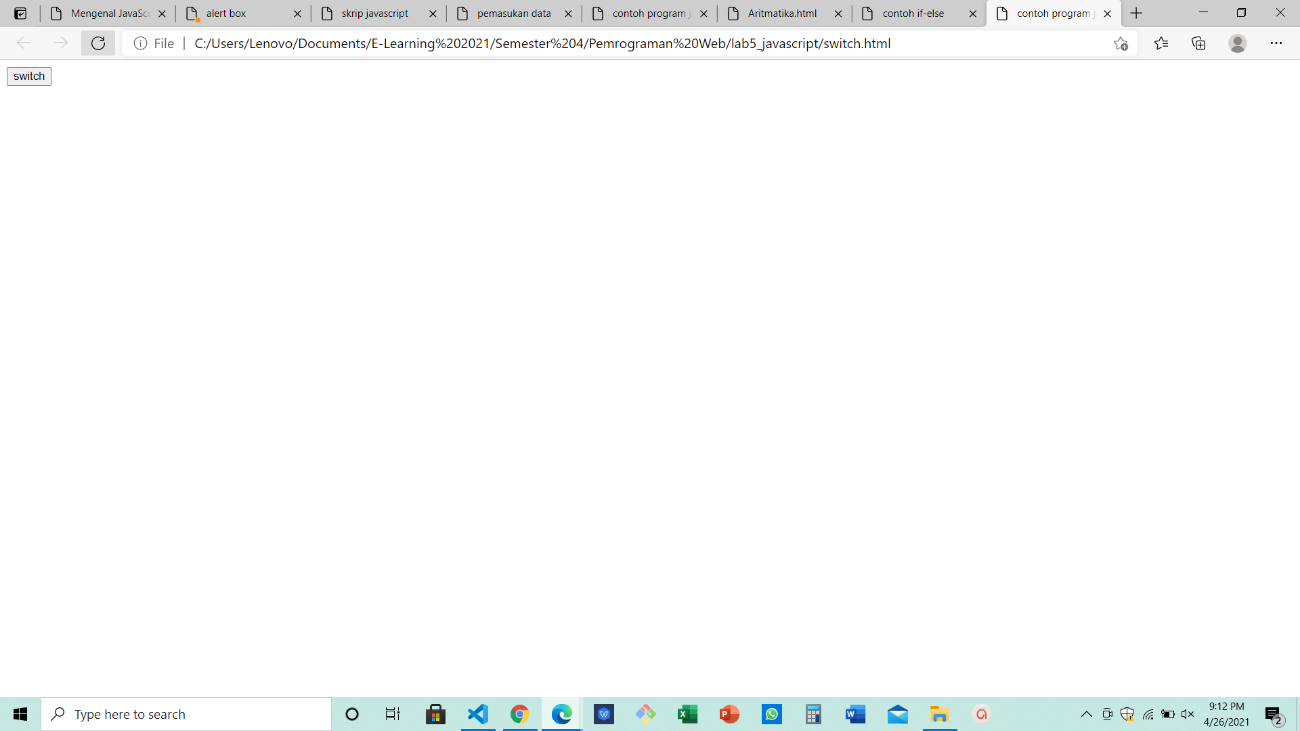 Mengenal JavaSc
alert box
skrip javascript
pemasukan data
contoh program j
Aritmatika.html
contoh if-else
contoh program j
File
C:/Users/Lenovo/Documents/E-Learning%202021/Semester%204/Pemrograman%20Web/lab5_javascript/switch.html
switch
Type here to search
9:12 PM
4/26/2021
2